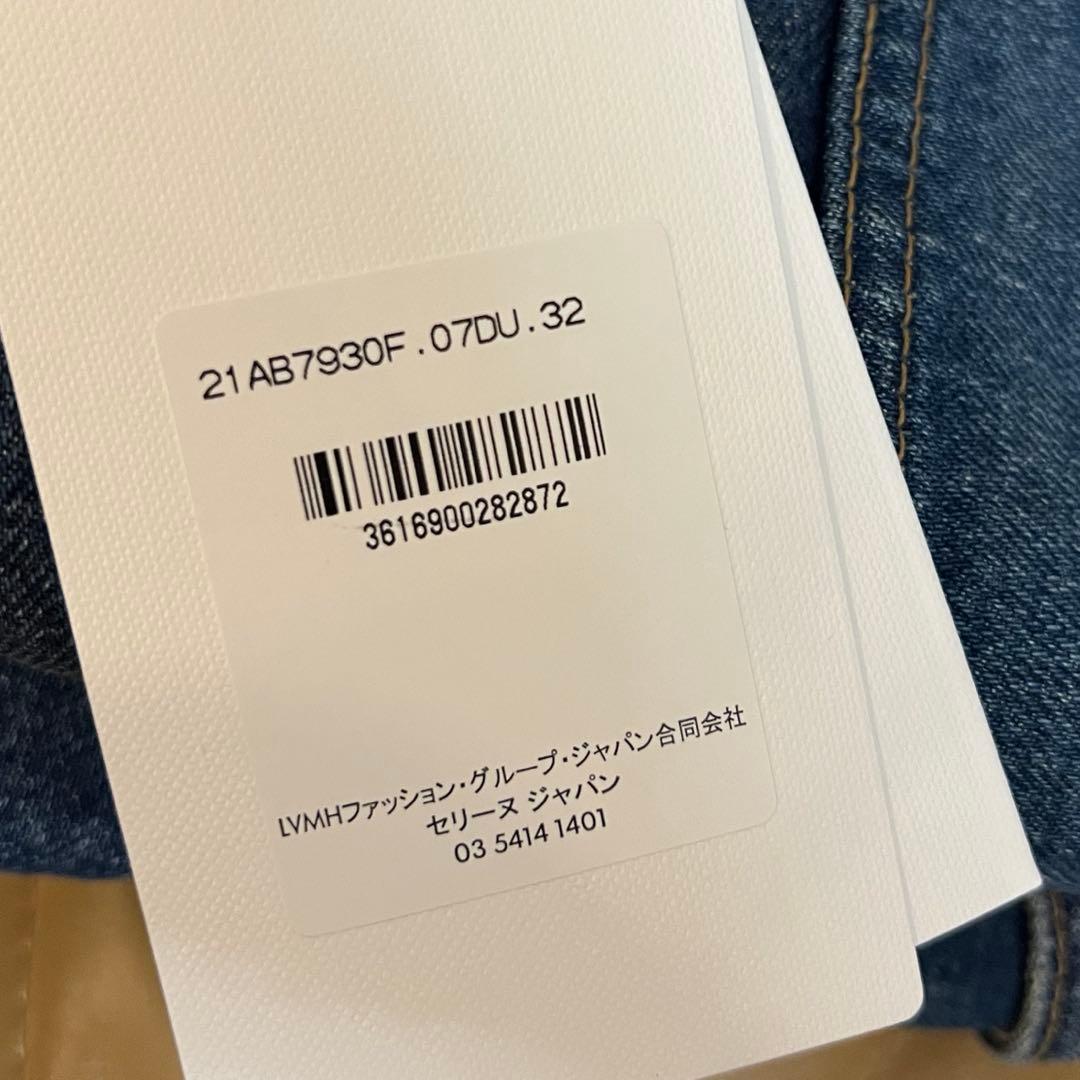 21AB7930F.07DU.32
3616900282872
LVMHファッション・グループ・ジャパン合同会社
セリーヌ ジャパン
03 5414 1401